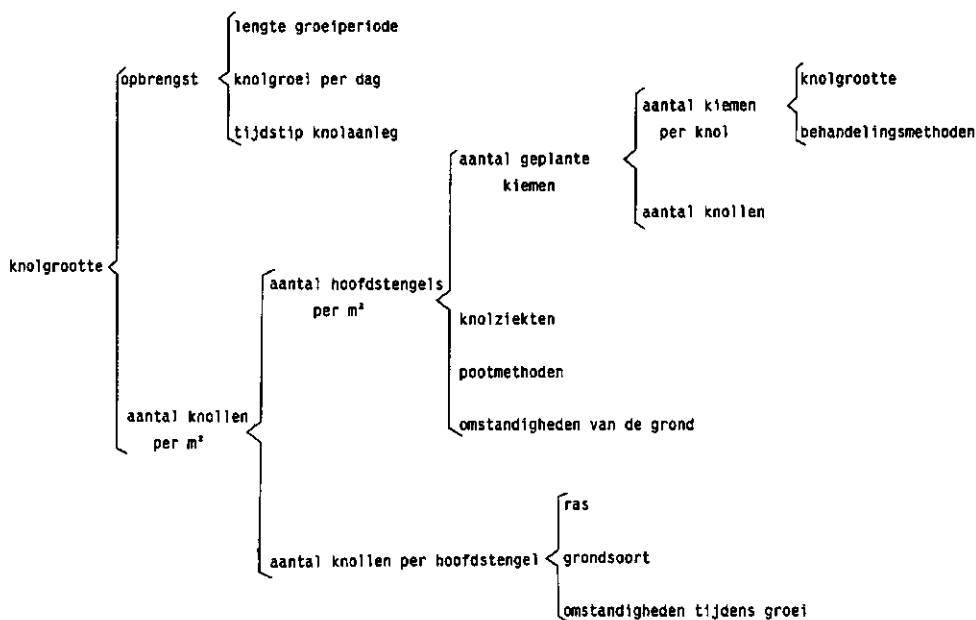 lengte groeiperiode
opbrengst
knolgroei per dag
tijdstip knolaanleg
knolgrootte
aantal kiemen
per knol
behandelingsmethoden
aantal geplante
kiemen
aantal knollen
knolgrootte
aantal hoofdstengels
per m²
knolziekten
pootmethoden
aantal knollen
per m²
omstandigheden van de grond
ras
aantal knollen per hoofdstengel
grondsoort
omstandigheden tijdens groei